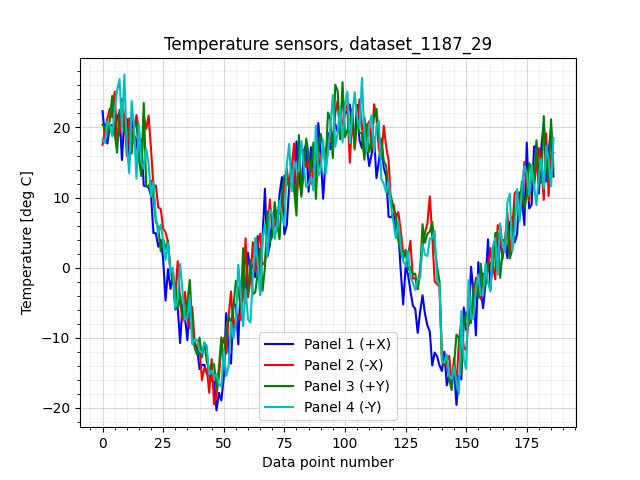 Temperature sensors, dataset_1187_29
Temperature [deg C]
20
10
0
−10
−20
Panel 1 (+X)
Panel 2 (-X)
Panel 3 (+Y)
Panel 4 (-Y)
0 25 50 75 100 125 150 175
Data point number